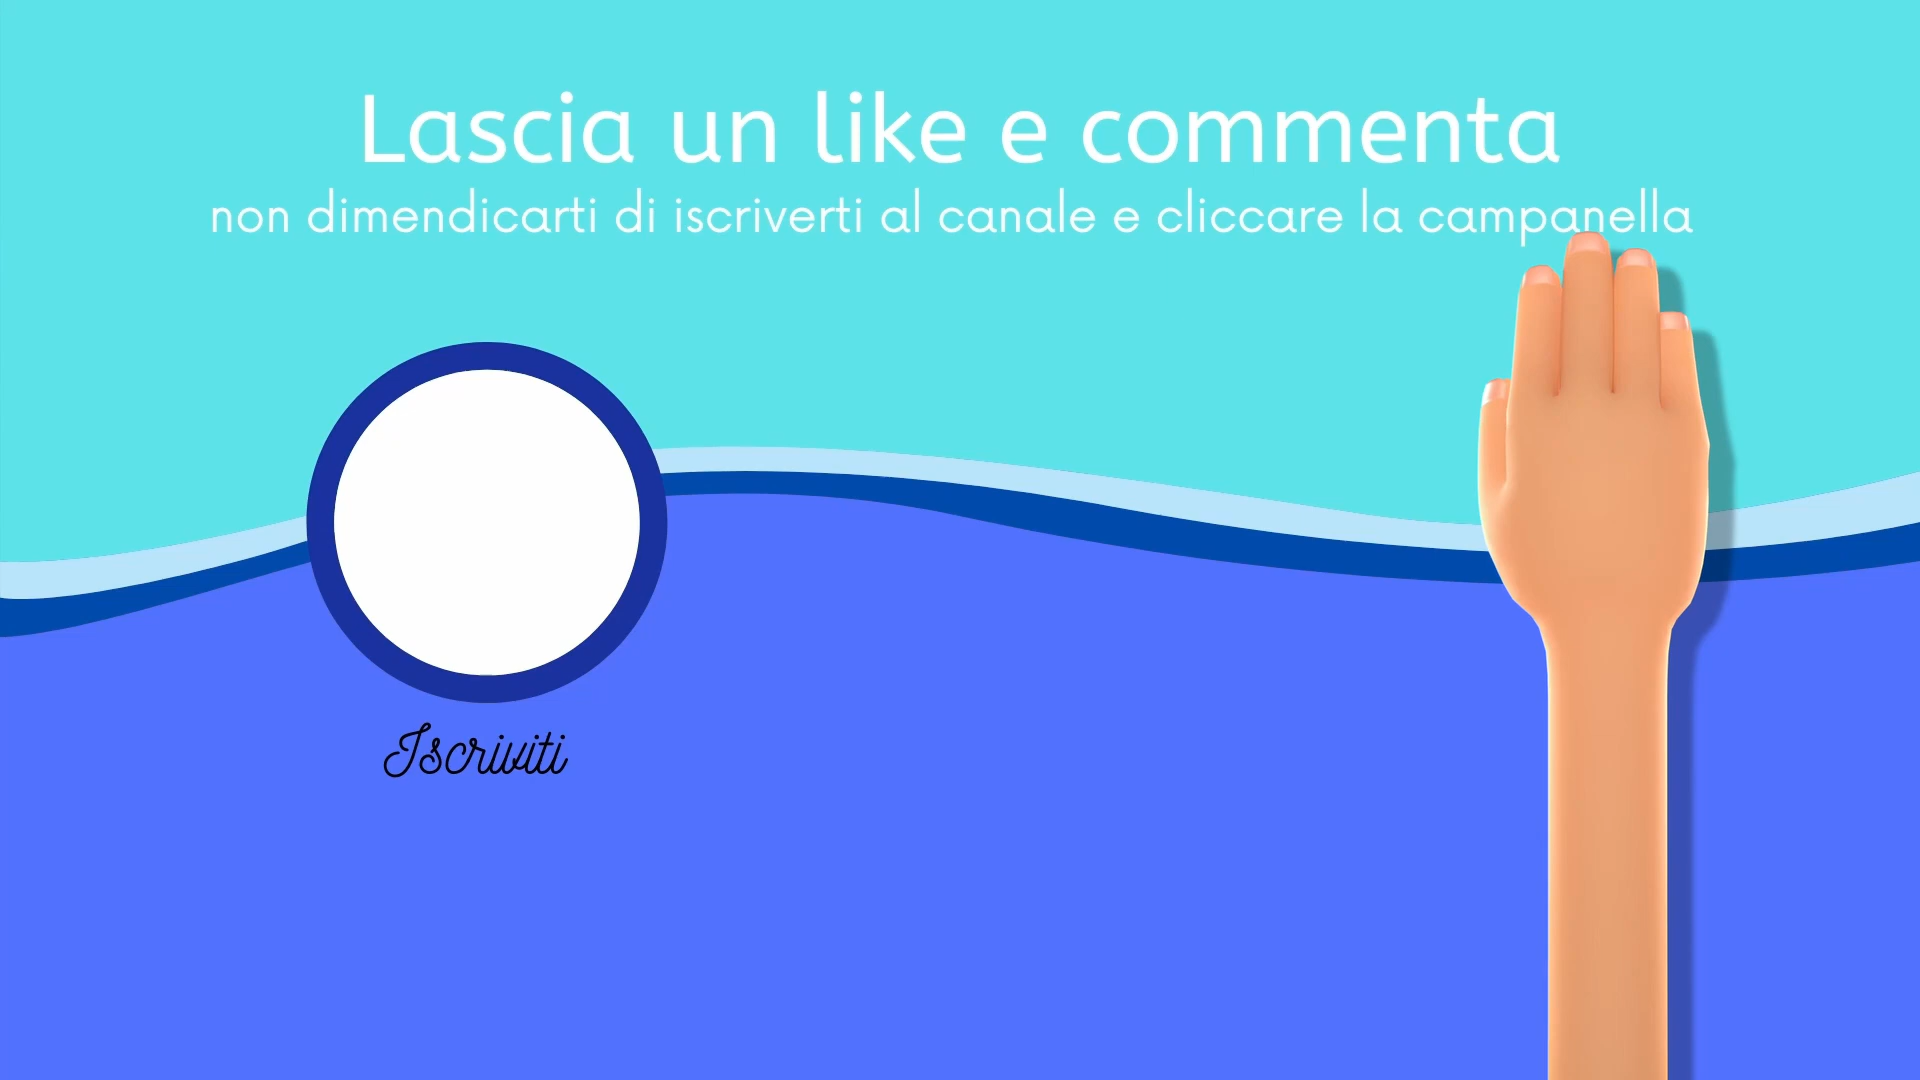 Lascia un like e commenta
non dimendicarti di iscriverti al canale e cliccare la campanella
Iscriviti